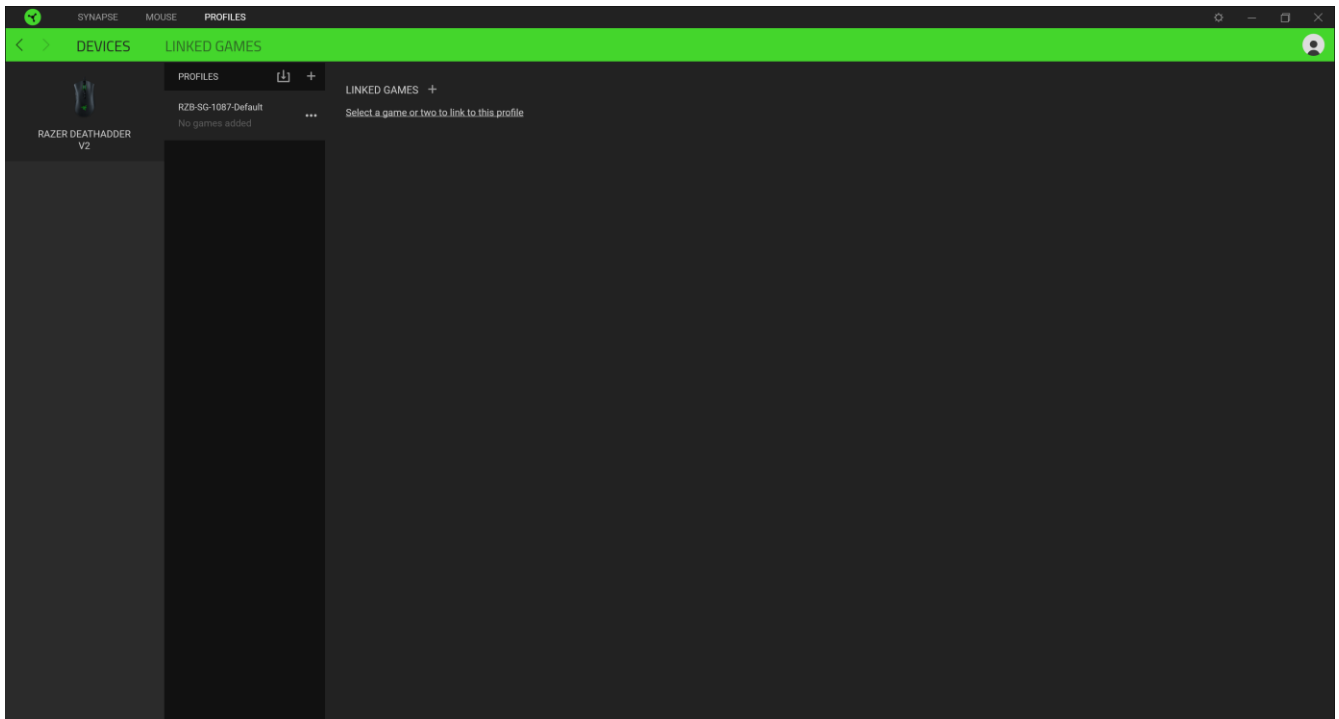 SYNAPSE MOUSE PROFILES
DEVICES LINKED GAMES
RAZER DEATHADDER
V2
PROFILES
RZB-SG-1087-Default
No games added
LINKED GAMES
Select a game or two to link to this profile